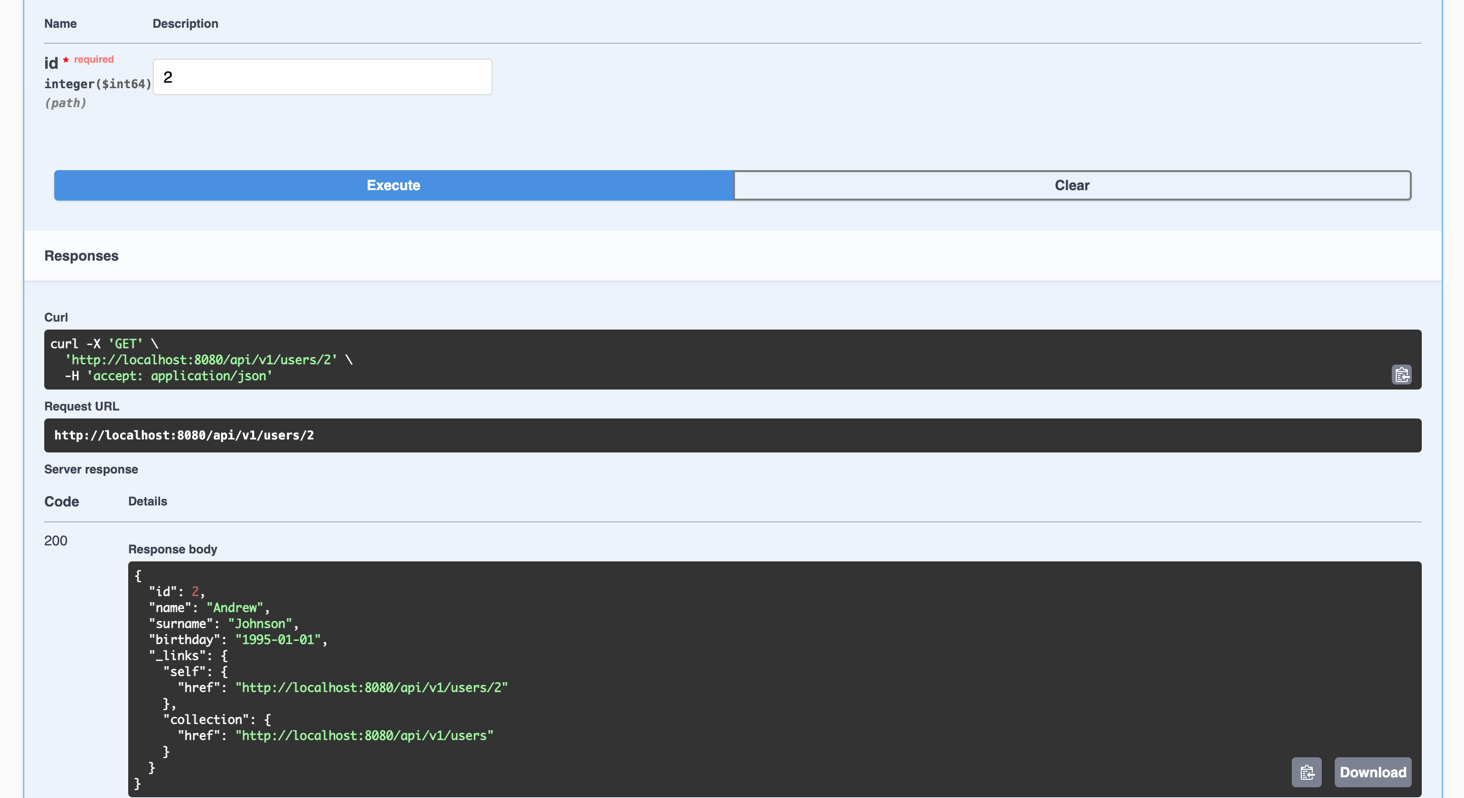 Name Description
id * required
integer($int64)
(path)
2
Execute Clear
Responses
Curl
curl -X 'GET' \
  'http://localhost:8080/api/v1/users/2' \
  -H 'accept: application/json'
Request URL
http://localhost:8080/api/v1/users/2
Server response
Code Details
200
Response body
{
  "id": 2,
  "name": "Andrew",
  "surname": "Johnson",
  "birthday": "1995-01-01",
  "_links": {
    "self": {
      "href": "http://localhost:8080/api/v1/users/2"
    },
    "collection": {
      "href": "http://localhost:8080/api/v1/users"
    }
  }
}
Download